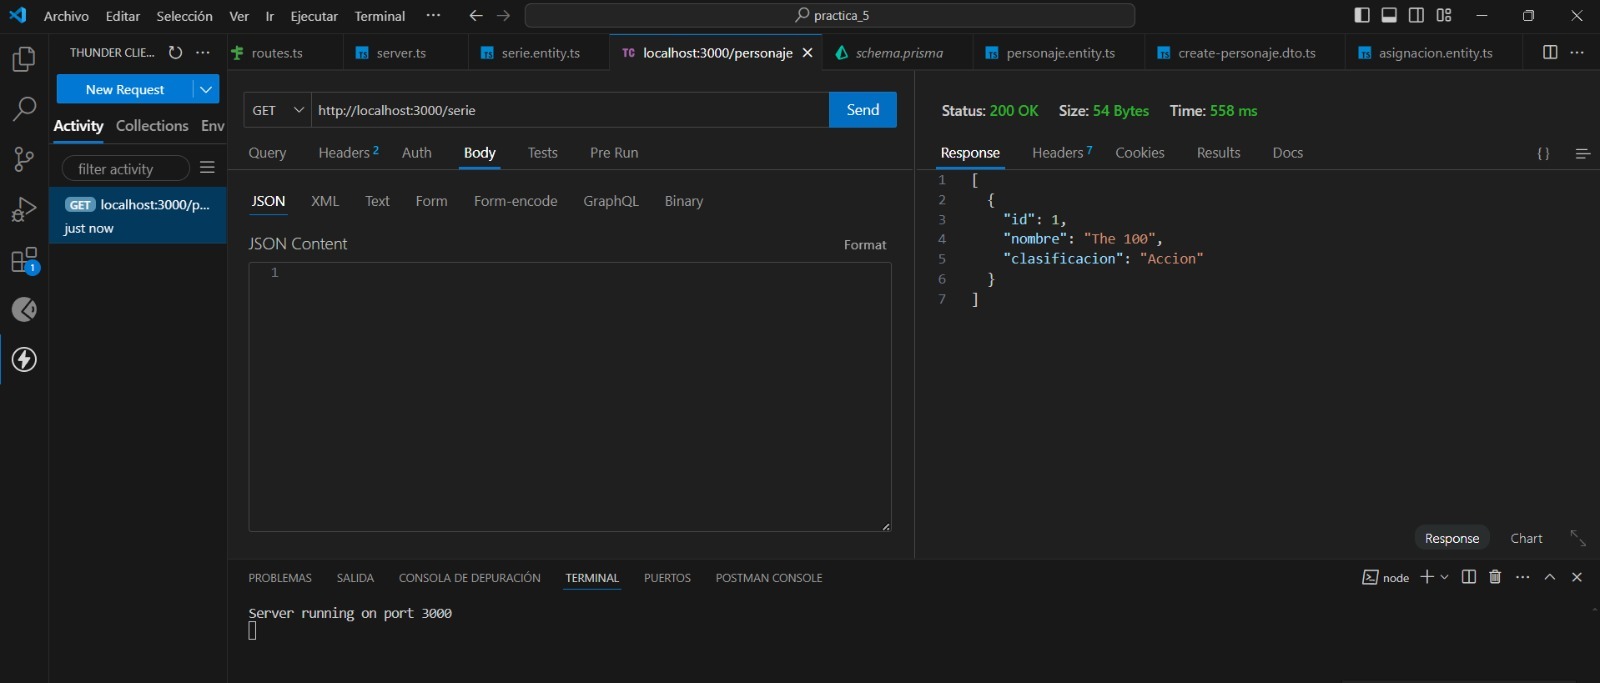 Archivo Editar Selección Ver Ir Ejecutar Terminal ··· practica_5
THUNDER CLIE... ···
routes.ts
TS server.ts
TS serie.entity.ts
TC localhost:3000/personaje
schema.prisma
TS personaje.entity.ts
TS create-personaje.dto.ts
TS asignacion.entity.ts
···
New Request
Activity Collections Env
filter activity
GET localhost:3000/p...
just now
1
GET http://localhost:3000/serie Send
Query Headers 2 Auth Body Tests Pre Run
JSON XML Text Form Form-encode GraphQL Binary
JSON Content Format
1
Status: 200 OK Size: 54 Bytes Time: 558 ms
Response Headers 7 Cookies Results Docs { }
1 [
2 {
3 "id": 1,
4 "nombre": "The 100",
5 "clasificacion": "Accion"
6 }
7 ]
Response Chart
PROBLEMAS SALIDA CONSOLA DE DEPURACIÓN TERMINAL PUERTOS POSTMAN CONSOLE node ···
Server running on port 3000